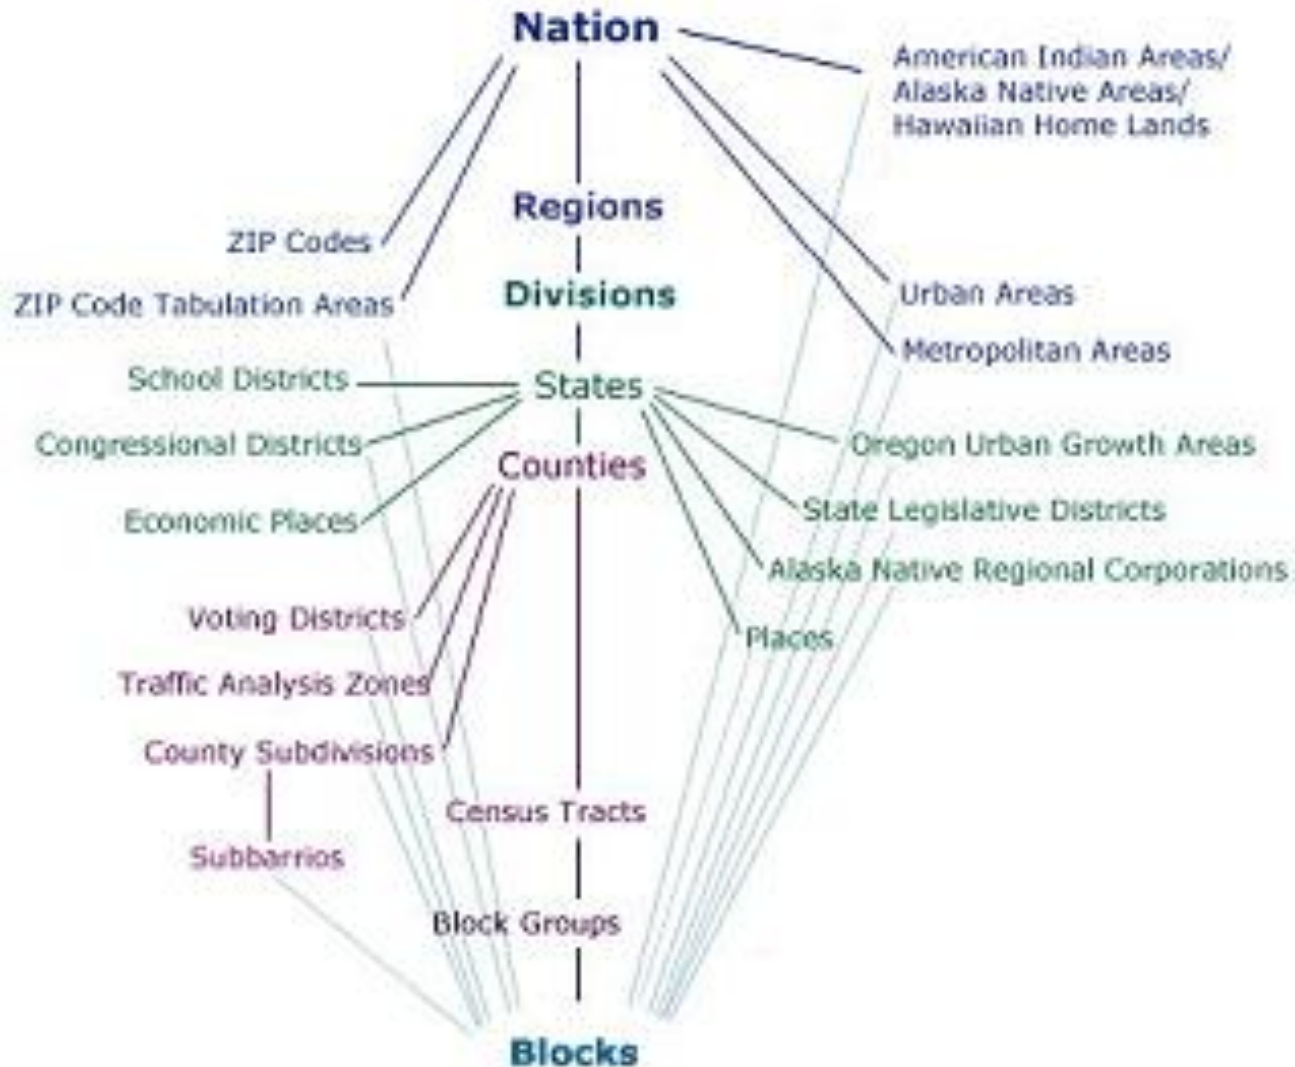 Nation
American Indian Areas/
Alaska Native Areas/
Hawaiian Home Lands
Regions
ZIP Codes
Divisions
Urban Areas
ZIP Code Tabulation Areas
Metropolitan Areas
School Districts
States
Congressional Districts
Oregon Urban Growth Areas
Counties
Economic Places
State Legislative Districts
Alaska Native Regional Corporations
Voting Districts
Places
Traffic Analysis Zones
County Subdivisions
Census Tracts
Subbarrios
Block Groups
Blocks